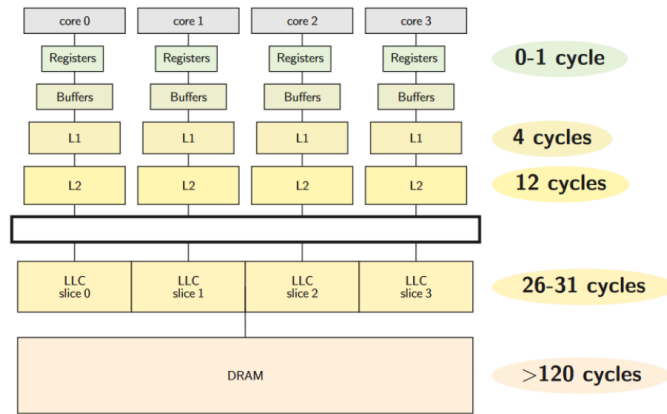 core 0 core 1 core 2 core 3
Registers Registers Registers Registers 0-1 cycle
Buffers Buffers Buffers Buffers
L1 L1 L1 L1 4 cycles
L2 L2 L2 L2 12 cycles
LLC LLC LLC LLC
slice 0 slice 1 slice 2 slice 3 26-31 cycles
DRAM >120 cycles